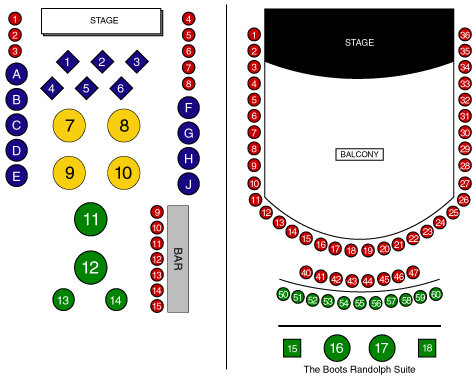 STAGE
1
2
3
4
5
6
7
8
1 2 3
4 5 6
A
B
C
D
E
F
G
H
J
7 8
9 10
11
12
13 14
9
10
11
12
13
14
15
BAR
STAGE
BALCONY
1
2
3
4
5
6
7
8
9
10
11
12
13
14
15
16
17
18
19
20
21
22
23
24
25
26
27
28
29
30
31
32
33
34
35
36
40 41 42 43 44 45 46 47
50 51 52 53 54 55 56 57 58 59 60
15 16 17 18
The Boots Randolph Suite